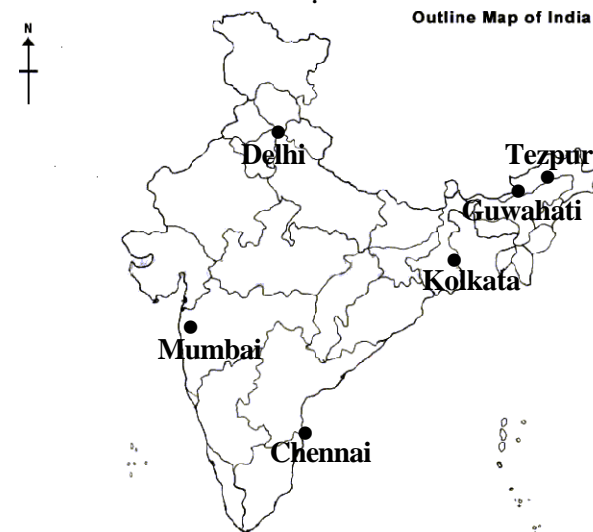 Outline Map of India
N
Delhi
Tezpur
Guwahati
Kolkata
Mumbai
Chennai